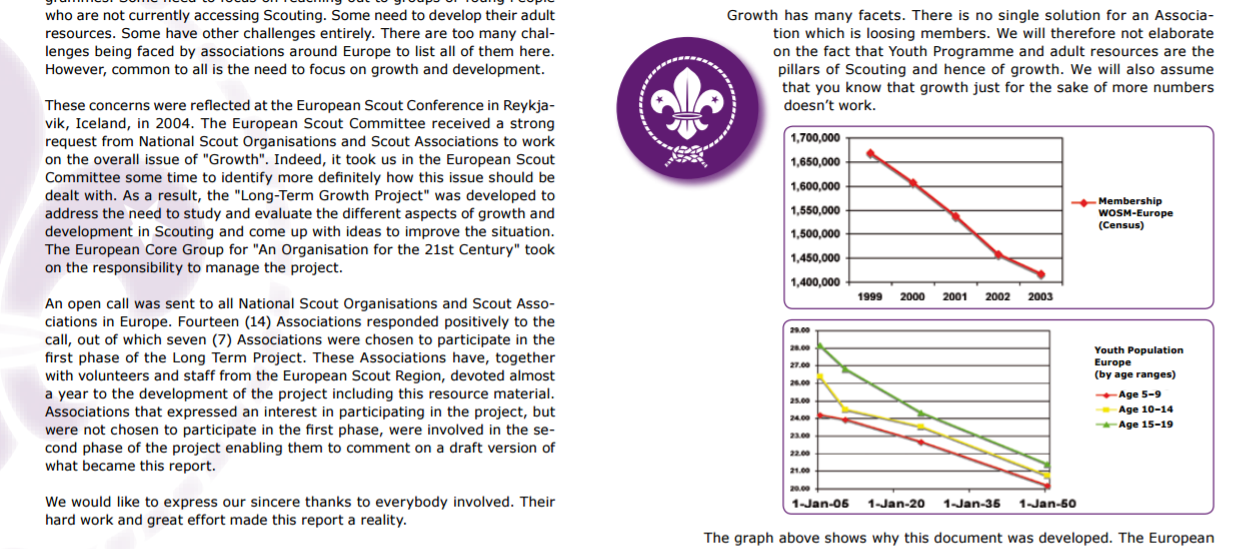 who are not currently accessing Scouting. Some need to develop their adult
resources. Some have other challenges entirely. There are too many chal-
lenges being faced by associations around Europe to list all of them here.
However, common to all is the need to focus on growth and development.
These concerns were reflected at the European Scout Conference in Reykja-
vik, Iceland, in 2004. The European Scout Committee received a strong
request from National Scout Organisations and Scout Associations to work
on the overall issue of "Growth". Indeed, it took us in the European Scout
Committee some time to identify more definitely how this issue should be
dealt with. As a result, the "Long-Term Growth Project" was developed to
address the need to study and evaluate the different aspects of growth and
development in Scouting and come up with ideas to improve the situation.
The European Core Group for "An Organisation for the 21st Century" took
on the responsibility to manage the project.
An open call was sent to all National Scout Organisations and Scout Asso-
ciations in Europe. Fourteen (14) Associations responded positively to the
call, out of which seven (7) Associations were chosen to participate in the
first phase of the Long Term Project. These Associations have, together
with volunteers and staff from the European Scout Region, devoted almost
a year to the development of the project including this resource material.
Associations that expressed an interest in participating in the project, but
were not chosen to participate in the first phase, were involved in the se-
cond phase of the project enabling them to comment on a draft version of
what became this report.
We would like to express our sincere thanks to everybody involved. Their
hard work and great effort made this report a reality.
Growth has many facets. There is no single solution for an Associa-
tion which is loosing members. We will therefore not elaborate
on the fact that Youth Programme and adult resources are the
pillars of Scouting and hence of growth. We will also assume
that you know that growth just for the sake of more numbers
doesn't work.
1,700,000
1,650,000
1,600,000
1,550,000
1,500,000
1,450,000
1,400,000
1999 2000 2001 2002 2003
Membership
WOSM-Europe
(Census)
29.00
28.00
27.00
26.00
25.00
24.00
23.00
22.00
21.00
20.00
1-Jan-05 1-Jan-20 1-Jan-35 1-Jan-50
Youth Population
Europe
(by age ranges)
Age 5-9
Age 10-14
Age 15-19
The graph above shows why this document was developed. The European